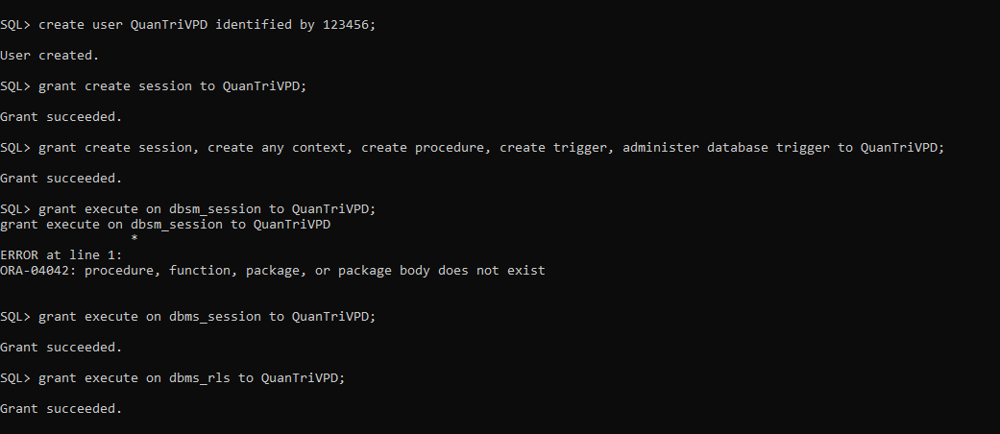 SQL> create user QuanTriVPD identified by 123456;
User created.
SQL> grant create session to QuanTriVPD;
Grant succeeded.
SQL> grant create session, create any context, create procedure, create trigger, administer database trigger to QuanTriVPD;
Grant succeeded.
SQL> grant execute on dbsm_session to QuanTriVPD;
grant execute on dbsm_session to QuanTriVPD
*
ERROR at line 1:
ORA-04042: procedure, function, package, or package body does not exist
SQL> grant execute on dbms_session to QuanTriVPD;
Grant succeeded.
SQL> grant execute on dbms_rls to QuanTriVPD;
Grant succeeded.